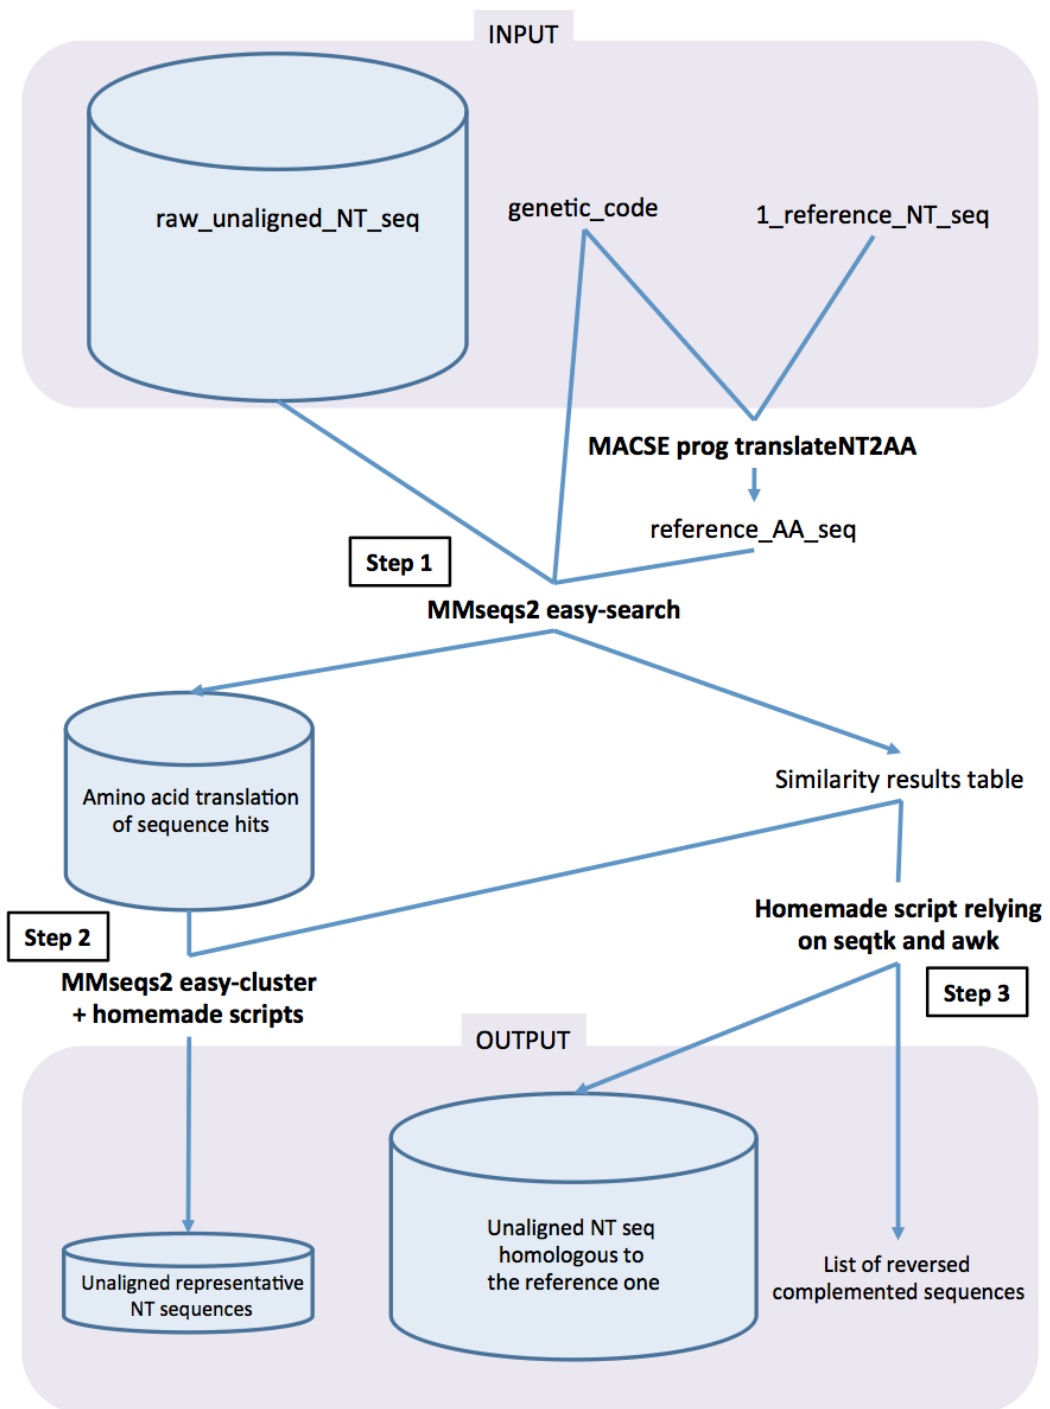 INPUT
raw_unaligned_NT_seq
genetic_code
1_reference_NT_seq
MACSE prog translateNT2AA
reference_AA_seq
Step 1
MMseqs2 easy-search
Amino acid translation
of sequence hits
Similarity results table
Step 2
MMseqs2 easy-cluster
+ homemade scripts
Homemade script relying
on seqtk and awk
Step 3
OUTPUT
Unaligned representative
NT sequences
Unaligned NT seq
homologous to
the reference one
List of reversed
complemented sequences